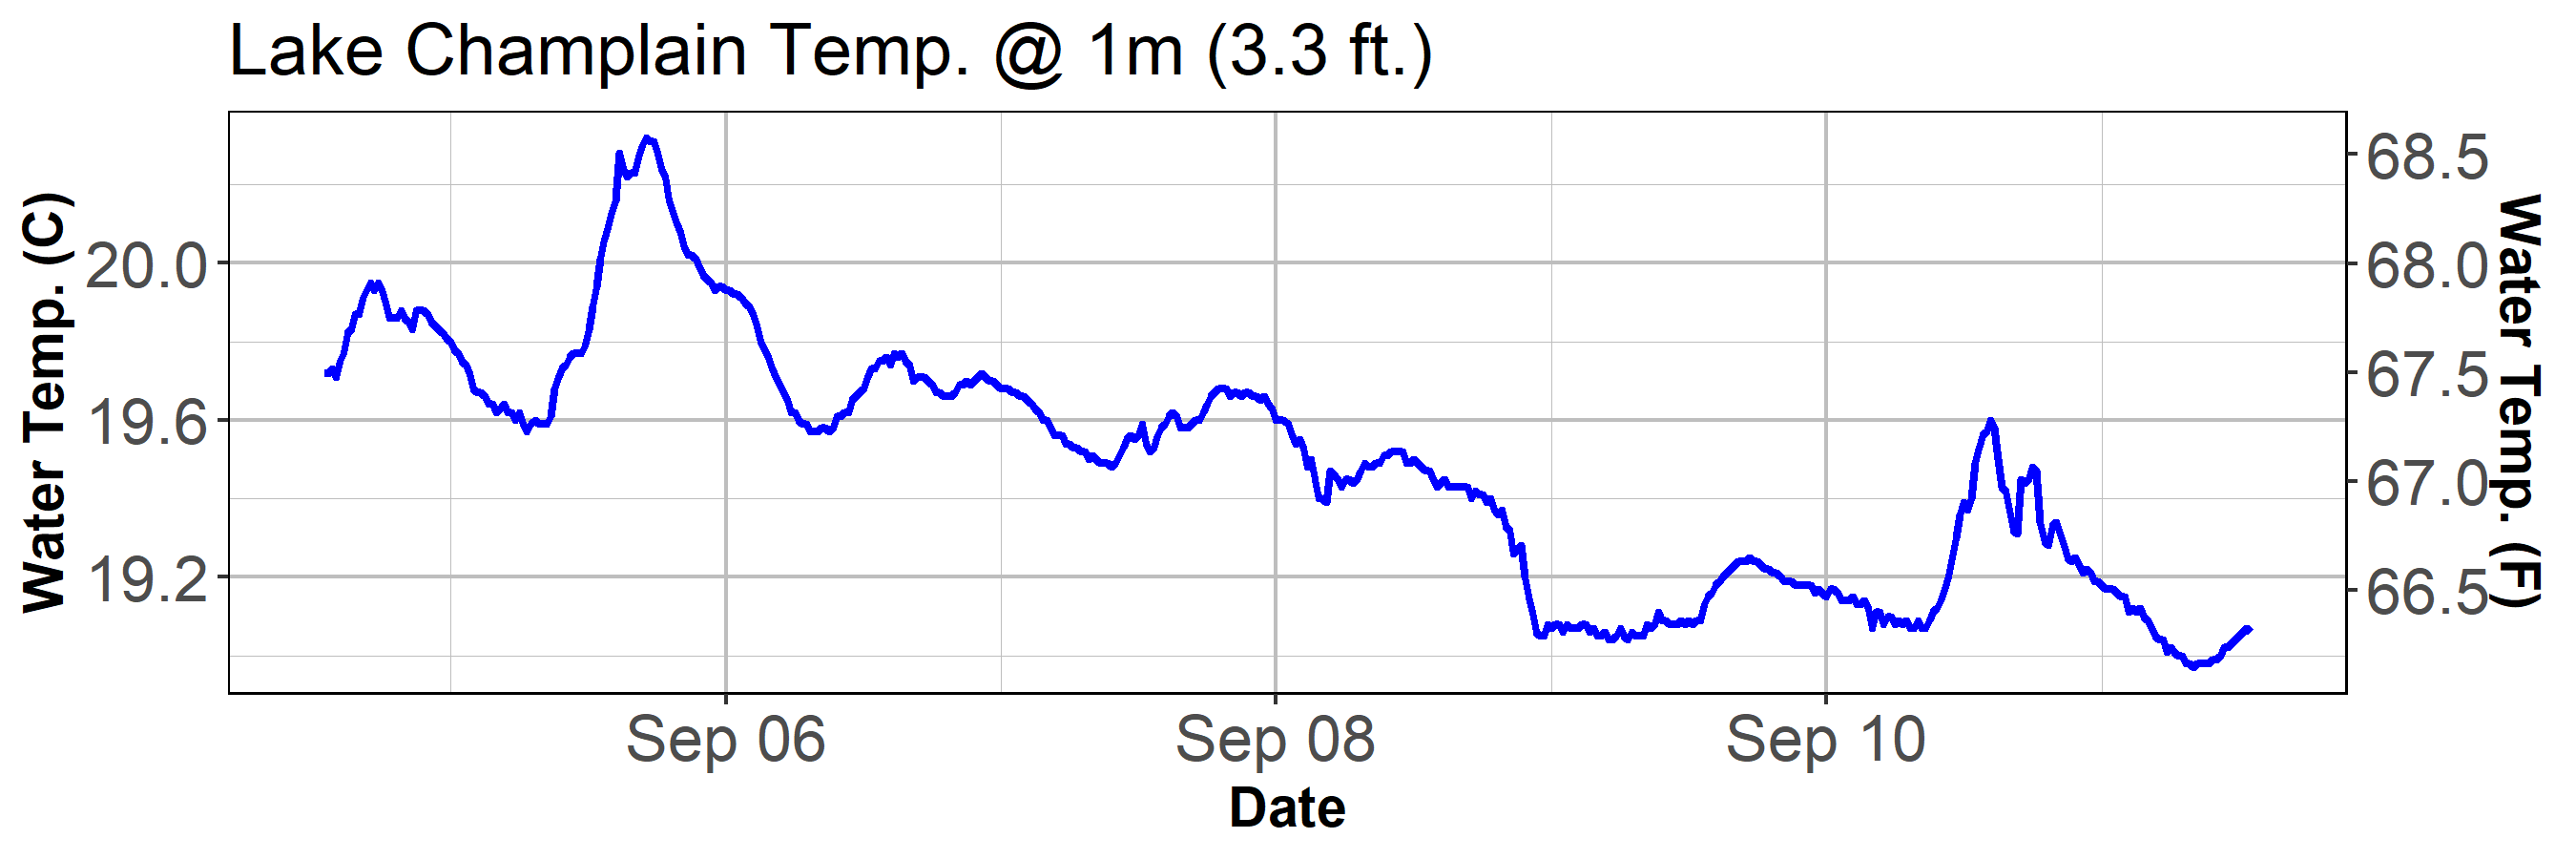 Lake Champlain Temp. @ 1m (3.3 ft.)
Water Temp. (C)
20.0
19.6
19.2
68.5
68.0
67.5
67.0
66.5
Water Temp. (F)
Sep 06
Sep 08
Sep 10
Date